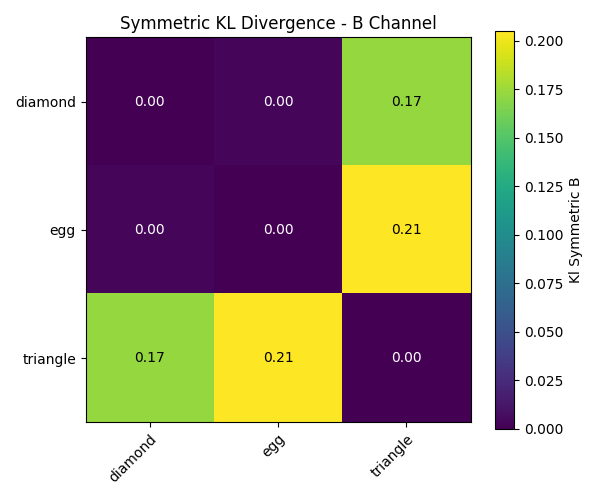 Symmetric KL Divergence - B Channel
diamond 0.00 0.00 0.17
egg 0.00 0.00 0.21
triangle 0.17 0.21 0.00
diamond egg triangle
0.200
0.175
0.150
0.125
0.100
0.075
0.050
0.025
0.000
Kl Symmetric B